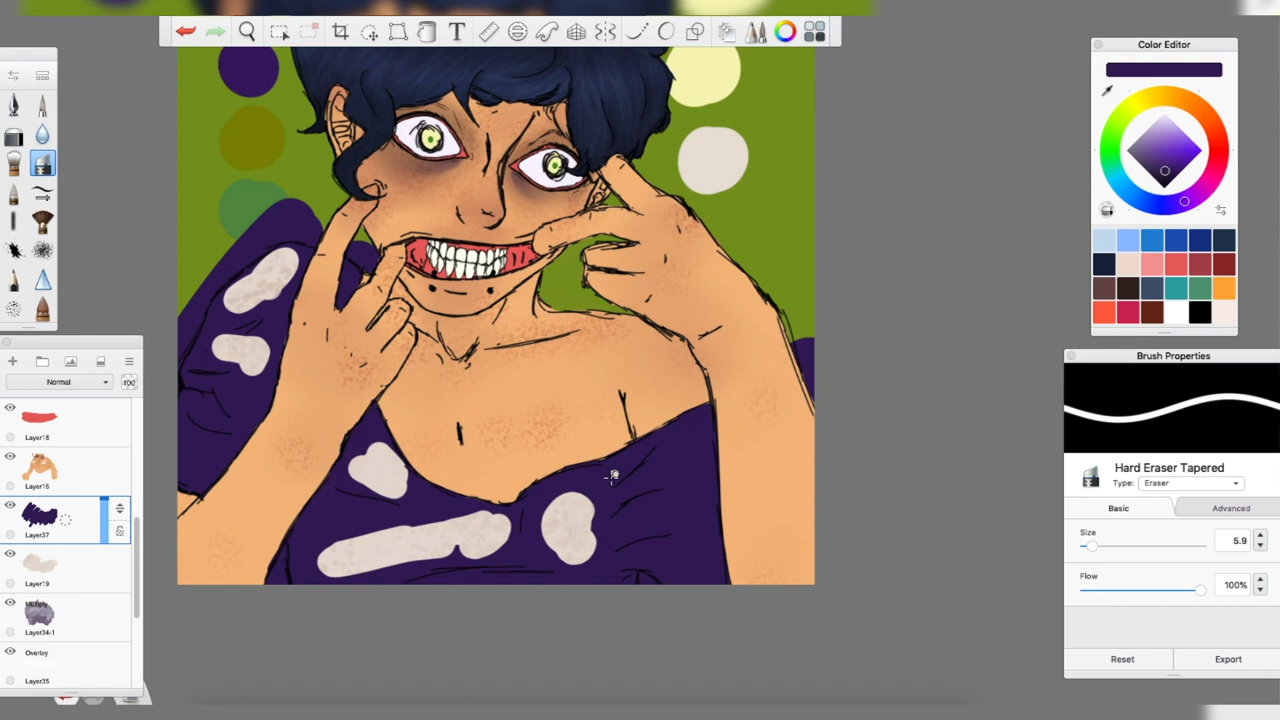 T
Color Editor
Normal
100
Layer18
Layer16
Layer37
Layer19
Multiply
Layer34-1
Overlay
Layer35
Brush Properties
Hard Eraser Tapered
Type: Eraser
Basic Advanced
Size
5.9
Flow
100%
Reset Export